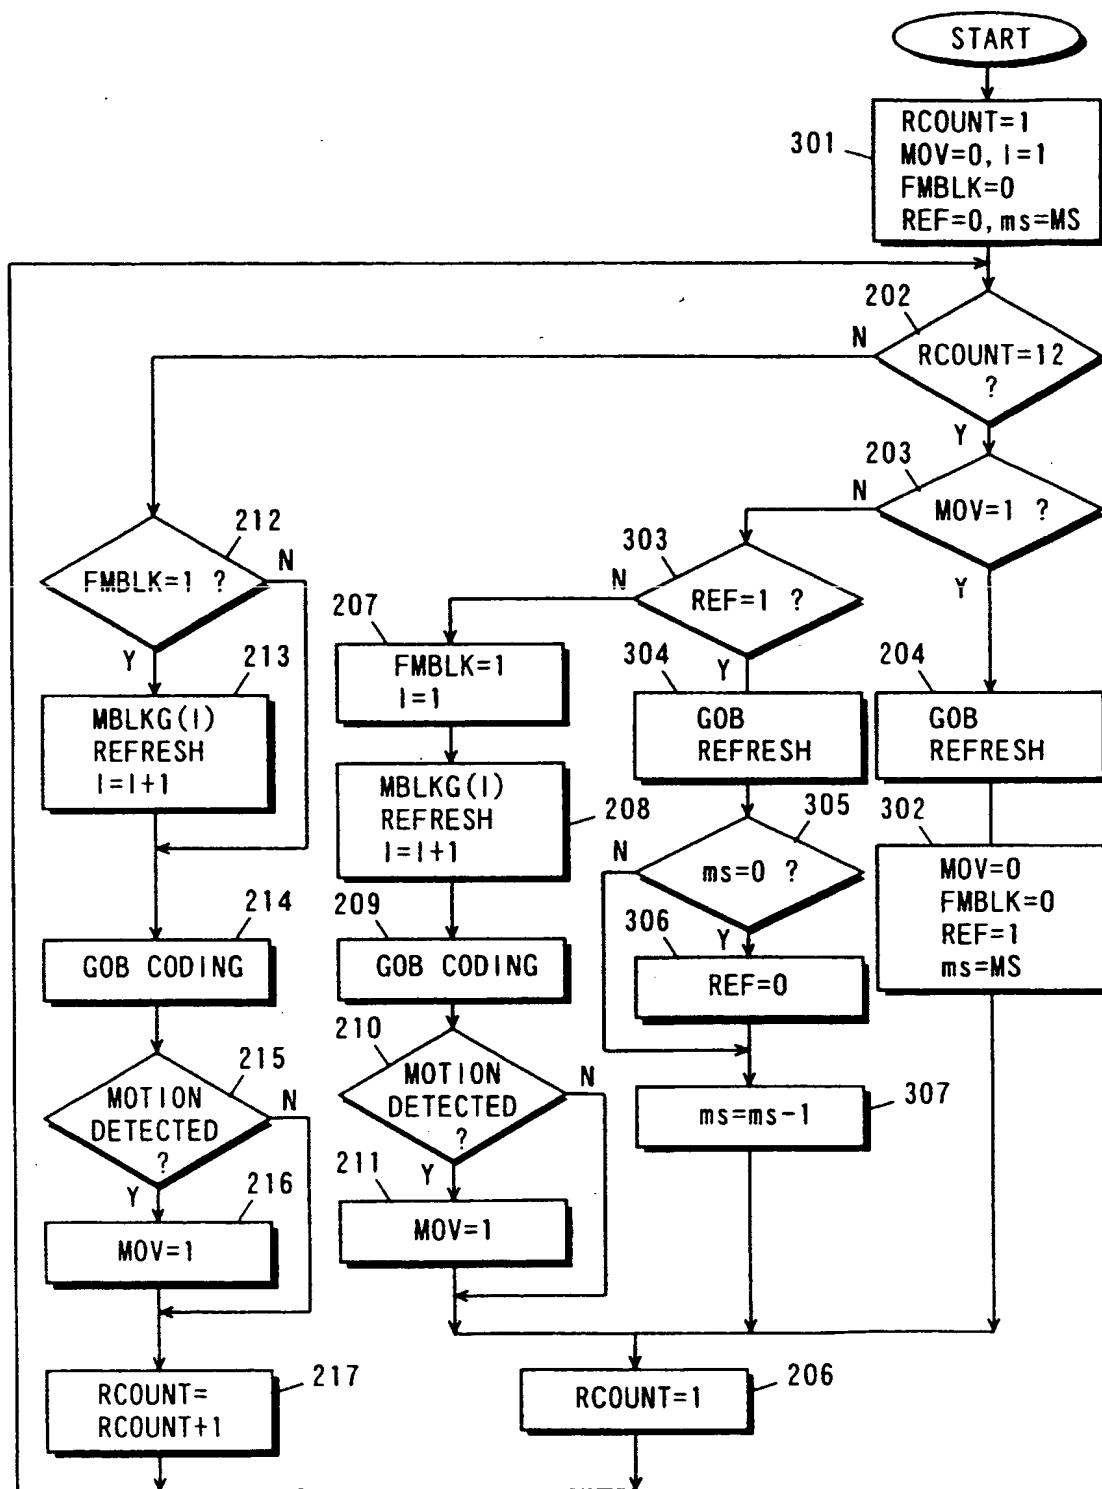 START
301
RCOUNT=1
MOV=0, I=1
FMBLK=0
REF=0, ms=MS
202
N
RCOUNT=12
?
Y
203
N
MOV=1 ?
Y
212
FMBLK=1 ?
N
Y
303
N
REF=1 ?
Y
207
FMBLK=1
I=1
213
MBLKG(I)
REFRESH
I=I+1
304
GOB
REFRESH
204
GOB
REFRESH
MBLKG(I)
REFRESH
I=I+1
208
305
N
ms=0 ?
Y
302
MOV=0
FMBLK=0
REF=1
ms=MS
214
GOB CODING
209
GOB CODING
306
REF=0
215
MOTION
DETECTED
?
N
Y
210
MOTION
DETECTED
?
N
Y
ms=ms-1
307
216
MOV=1
211
MOV=1
RCOUNT=
RCOUNT+1
217
RCOUNT=1
206